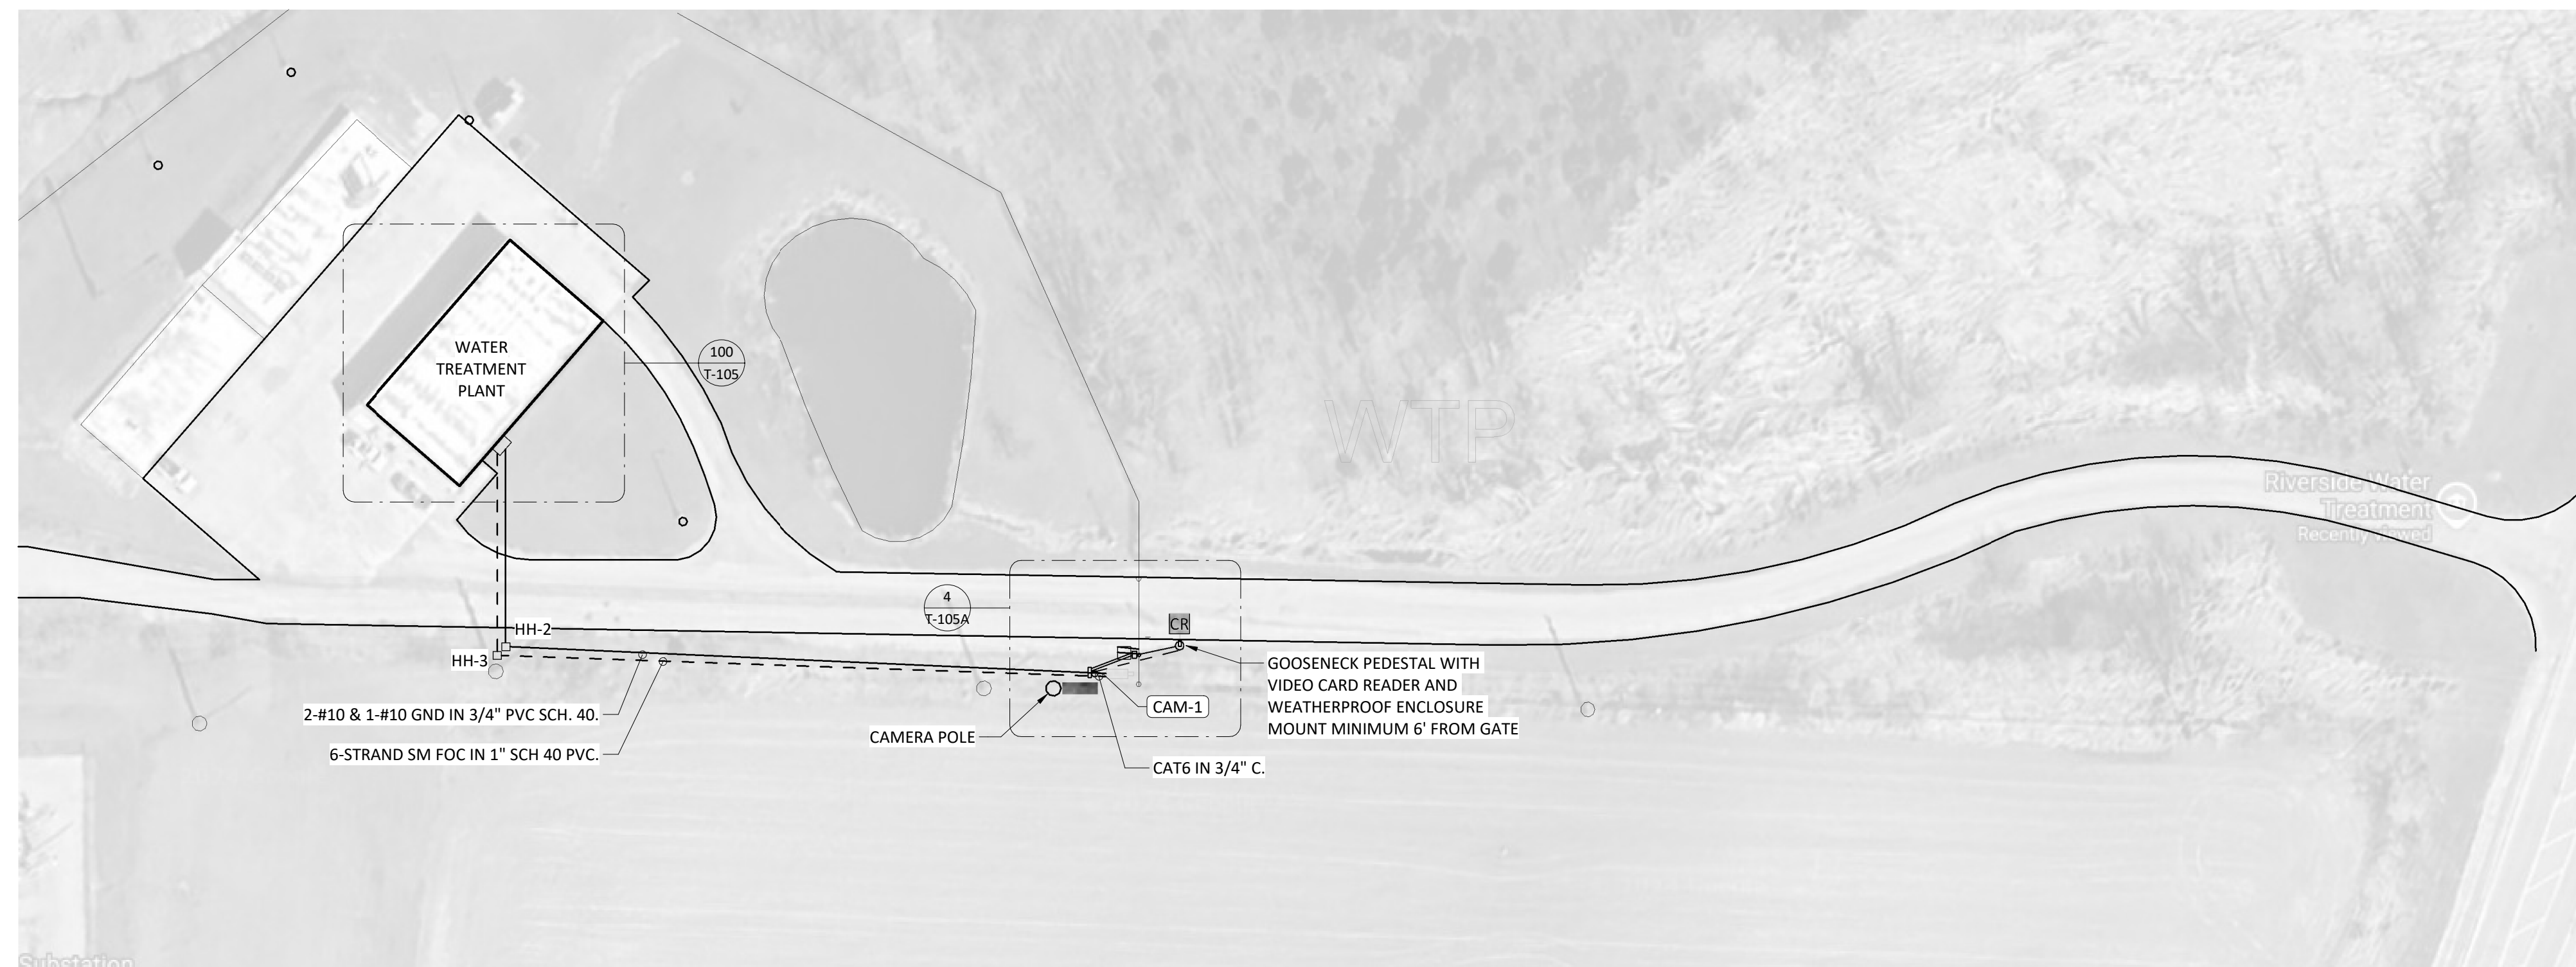 WATER
TREATMENT
PLANT
100
T-105
WTP
Riverside Water
Treatment
Recently viewed
4
T-105A
CR
HH-2
HH-3
GOOSENECK PEDESTAL WITH
VIDEO CARD READER AND
WEATHERPROOF ENCLOSURE
MOUNT MINIMUM 6' FROM GATE
2-#10 & 1-#10 GND IN 3/4" PVC SCH. 40.
CAM-1
CAMERA POLE
6-STRAND SM FOC IN 1" SCH 40 PVC.
CAT6 IN 3/4" C.
Substation